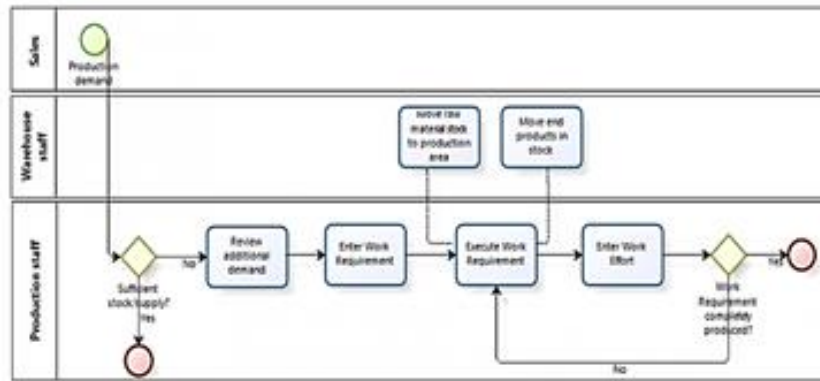 Sales
Production
demand
Warehouse
staff
Move raw
material stock
to production
area
Move end
products in
stock
Production staff
Sufficient
stock/supply?
No
Yes
Review
additional
demand
Enter Work
Requirement
Execute Work
Requirement
Enter Work
Effort
Work
Requirement
completely
produced?
Yes
No